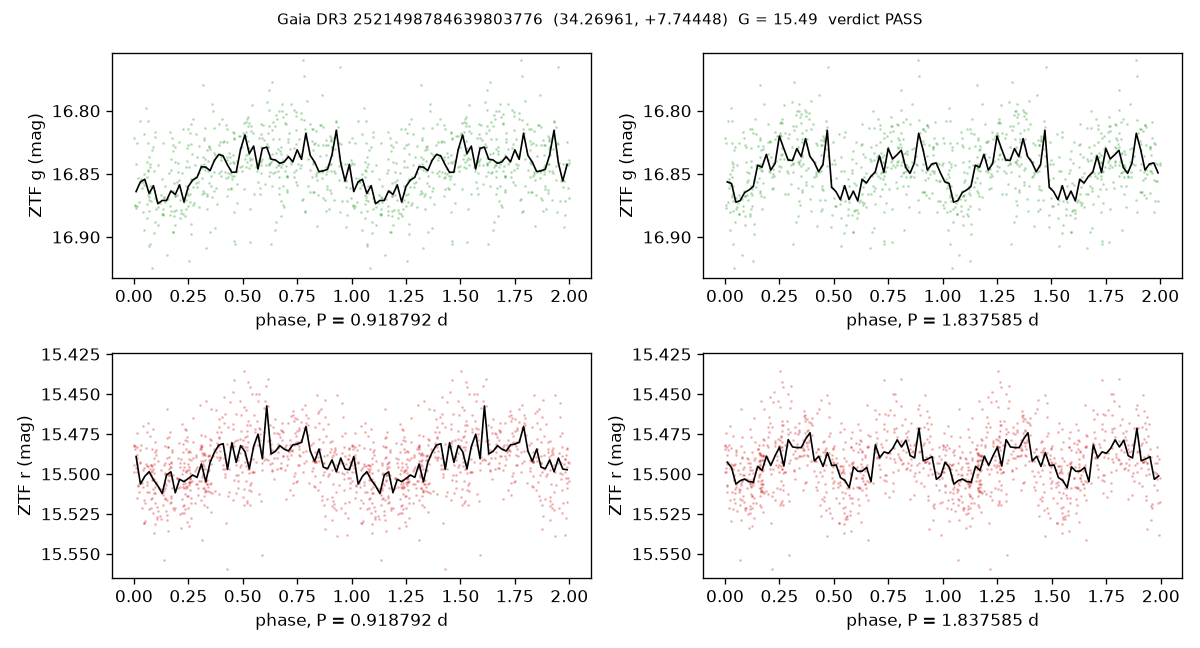 Gaia DR3 2521498784639803776 (34.26961, +7.74448) G = 15.49 verdict PASS
ZTF g (mag)
16.80
16.85
16.90
0.00 0.25 0.50 0.75 1.00 1.25 1.50 1.75 2.00
phase, P = 0.918792 d
ZTF g (mag)
16.80
16.85
16.90
0.00 0.25 0.50 0.75 1.00 1.25 1.50 1.75 2.00
phase, P = 1.837585 d
ZTF r (mag)
15.425
15.450
15.475
15.500
15.525
15.550
0.00 0.25 0.50 0.75 1.00 1.25 1.50 1.75 2.00
phase, P = 0.918792 d
ZTF r (mag)
15.425
15.450
15.475
15.500
15.525
15.550
0.00 0.25 0.50 0.75 1.00 1.25 1.50 1.75 2.00
phase, P = 1.837585 d